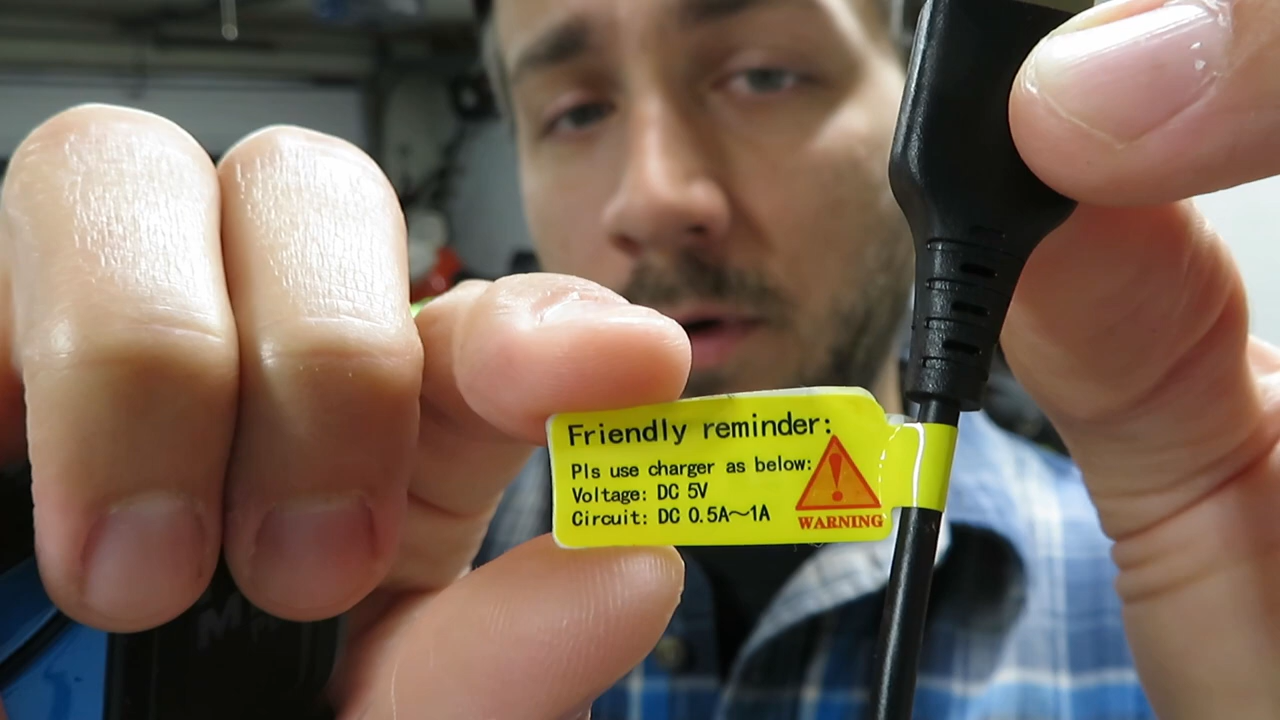 Friendly reminder:
Pls use charger as below:
Voltage: DC 5V
Circuit: DC 0.5A～1A
WARNING